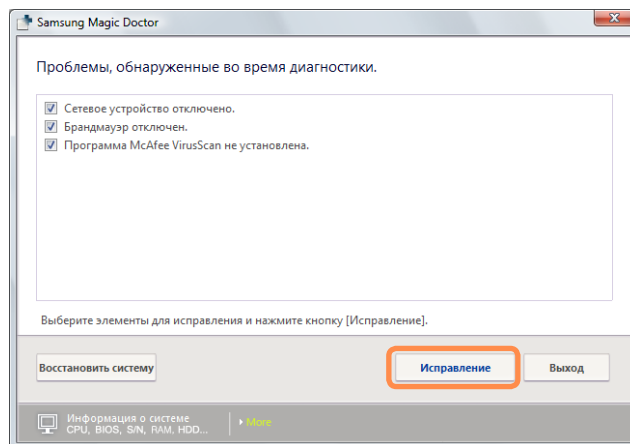 Samsung Magic Doctor
Проблемы, обнаруженные во время диагностики.
Сетевое устройство отключено.
Брандмауэр отключен.
Программа McAfee VirusScan не установлена.
Выберите элементы для исправления и нажмите кнопку [Исправление].
Восстановить систему
Исправление
Выход
Информация о системе
CPU, BIOS, S/N, RAM, HDD...
More